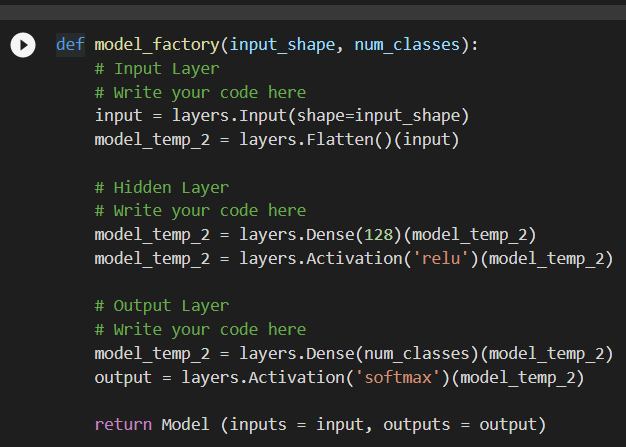 def model_factory(input_shape, num_classes):
    # Input Layer
    # Write your code here
    input = layers.Input(shape=input_shape)
    model_temp_2 = layers.Flatten()(input)

    # Hidden Layer
    # Write your code here
    model_temp_2 = layers.Dense(128)(model_temp_2)
    model_temp_2 = layers.Activation('relu')(model_temp_2)

    # Output Layer
    # Write your code here
    model_temp_2 = layers.Dense(num_classes)(model_temp_2)
    output = layers.Activation('softmax')(model_temp_2)

    return Model (inputs = input, outputs = output)